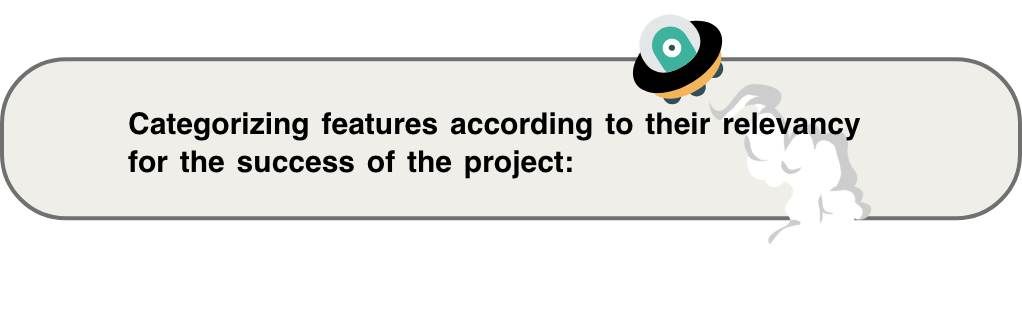 Categorizing features according to their relevancy
for the success of the project: